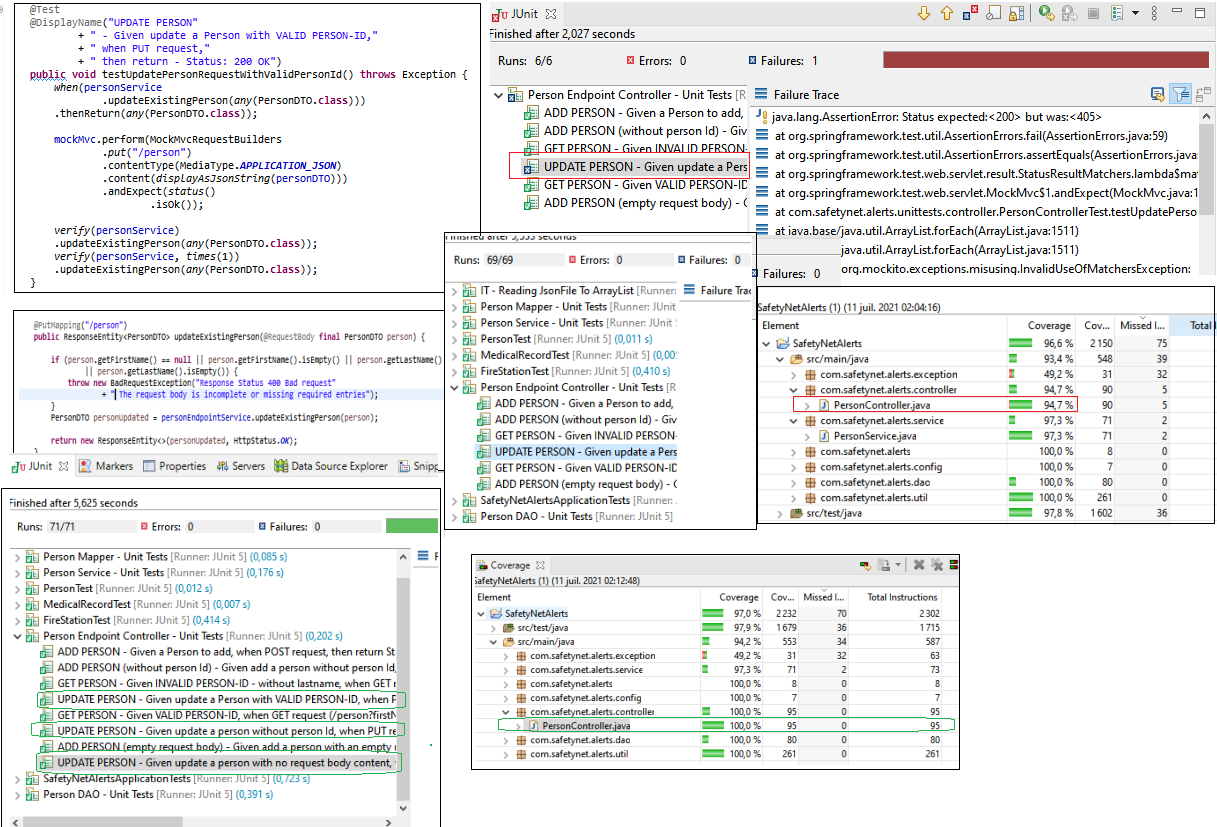 @Test
@DisplayName("UPDATE PERSON"
+ " - Given update a Person with VALID PERSON-ID,"
+ " when PUT request,"
+ " then return - Status: 200 OK")
public void testUpdatePersonRequestWithValidPersonId() throws Exception {
when(personService
.updateExistingPerson(any(PersonDTO.class)))
.thenReturn(any(PersonDTO.class));
mockMvc.perform(MockMvcRequestBuilders
.put("/person")
.contentType(MediaType.APPLICATION_JSON)
.content(displayAsJsonString(personDTO)))
.andExpect(status()
.isOk());
verify(personService)
.updateExistingPerson(any(PersonDTO.class));
verify(personService, times(1))
.updateExistingPerson(any(PersonDTO.class));
}
JUnit
Finished after 2,027 seconds
Runs: 6/6 Errors: 0 Failures: 1
Person Endpoint Controller - Unit Tests [R
ADD PERSON - Given a Person to add,
ADD PERSON (without person Id) - Giv
GET PERSON - Given INVALID PERSON-
UPDATE PERSON - Given update a Pers
GET PERSON - Given VALID PERSON-ID
ADD PERSON (empty request body) - G
Failure Trace
java.lang.AssertionError: Status expected:<200> but was:<405>
at org.springframework.test.util.AssertionErrors.fail(AssertionErrors.java:59)
at org.springframework.test.util.AssertionErrors.assertEquals(AssertionErrors.java:
at org.springframework.test.web.servlet.result.StatusResultMatchers.lambda$ma
at org.springframework.test.web.servlet.MockMvc$1.andExpect(MockMvc.java:1
at com.safetynet.alerts.unittests.controller.PersonControllerTest.testUpdatePerso
at java.base/java.util.ArrayList.forEach(ArrayList.java:1511)
java.util.ArrayList.forEach(ArrayList.java:1511)
Failures: 0 org.mockito.exceptions.misusing.InvalidUseOfMatchersException:
@PutMapping("/person")
public ResponseEntity<PersonDTO> updateExistingPerson(@RequestBody final PersonDTO person) {
if (person.getFirstName() == null || person.getFirstName().isEmpty() || person.getLastName()
|| person.getLastName().isEmpty()) {
throw new BadRequestException("Response Status 400 Bad request"
+ " The request body is incomplete or missing required entries");
}
PersonDTO personUpdated = personEndpointService.updateExistingPerson(person);
return new ResponseEntity<>(personUpdated, HttpStatus.OK);
}
JUnit Markers Properties Servers Data Source Explorer Snipp
Finished after 5,625 seconds
Runs: 71/71 Errors: 0 Failures: 0
Person Mapper - Unit Tests [Runner: JUnit 5] (0,085 s)
Person Service - Unit Tests [Runner: JUnit 5] (0,176 s)
PersonTest [Runner: JUnit 5] (0,012 s)
MedicalRecordTest [Runner: JUnit 5] (0,007 s)
FireStationTest [Runner: JUnit 5] (0,414 s)
Person Endpoint Controller - Unit Tests [Runner: JUnit 5] (0,202 s)
ADD PERSON - Given a Person to add, when POST request, then return St
ADD PERSON (without person Id) - Given add a person without person Id,
GET PERSON - Given INVALID PERSON-ID - without lastname, when GET r
UPDATE PERSON - Given update a Person with VALID PERSON-ID, when P
GET PERSON - Given VALID PERSON-ID, when GET request (/person?firstN
UPDATE PERSON - Given update a person without person Id, when PUT re
ADD PERSON (empty request body) - Given add a person with an empty r
UPDATE PERSON - Given update a person with no request body content,
SafetyNetAlertsApplicationTests [Runner: JUnit 5] (0,723 s)
Person DAO - Unit Tests [Runner: JUnit 5] (0,391 s)
Finished after 5,553 seconds
Runs: 69/69 Errors: 0 Failures: 0
IT - Reading JsonFile To ArrayList [Runner:
Failure Trac
Person Mapper - Unit Tests [Runner: JUnit
Person Service - Unit Tests [Runner: JUnit
PersonTest [Runner: JUnit 5] (0,011 s)
MedicalRecordTest [Runner: JUnit 5] (0,005
FireStationTest [Runner: JUnit 5] (0,410 s)
Person Endpoint Controller - Unit Tests [R
ADD PERSON - Given a Person to add,
ADD PERSON (without person Id) - Giv
GET PERSON - Given INVALID PERSON-
UPDATE PERSON - Given update a Pers
GET PERSON - Given VALID PERSON-ID
ADD PERSON (empty request body) - G
SafetyNetAlertsApplicationTests [Runner: J
Person DAO - Unit Tests [Runner: JUnit 5]
SafetyNetAlerts (1) (11 juil. 2021 02:04:16)
Element Coverage Cov... Missed I... Total I
SafetyNetAlerts 96,6 % 2 150 75
src/main/java 93,4 % 548 39
com.safetynet.alerts.exception 49,2 % 31 32
com.safetynet.alerts.controller 94,7 % 90 5
PersonController.java 94,7 % 90 5
com.safetynet.alerts.service 97,3 % 71 2
PersonService.java 97,3 % 71 2
com.safetynet.alerts 100,0 % 8 0
com.safetynet.alerts.config 100,0 % 7 0
com.safetynet.alerts.dao 100,0 % 80 0
com.safetynet.alerts.util 100,0 % 261 0
src/test/java 97,8 % 1 602 36
Coverage
SafetyNetAlerts (1) (11 juil. 2021 02:12:48)
Element Coverage Cov... Missed I... Total Instructions
SafetyNetAlerts 97,0 % 2 232 70 2 302
src/test/java 97,9 % 1 679 36 1 715
src/main/java 94,2 % 553 34 587
com.safetynet.alerts.exception 49,2 % 31 32 63
com.safetynet.alerts.service 97,3 % 71 2 73
com.safetynet.alerts 100,0 % 8 0 8
com.safetynet.alerts.config 100,0 % 7 0 7
com.safetynet.alerts.controller 100,0 % 95 0 95
PersonController.java 100,0 % 95 0 95
com.safetynet.alerts.dao 100,0 % 80 0 80
com.safetynet.alerts.util 100,0 % 261 0 261